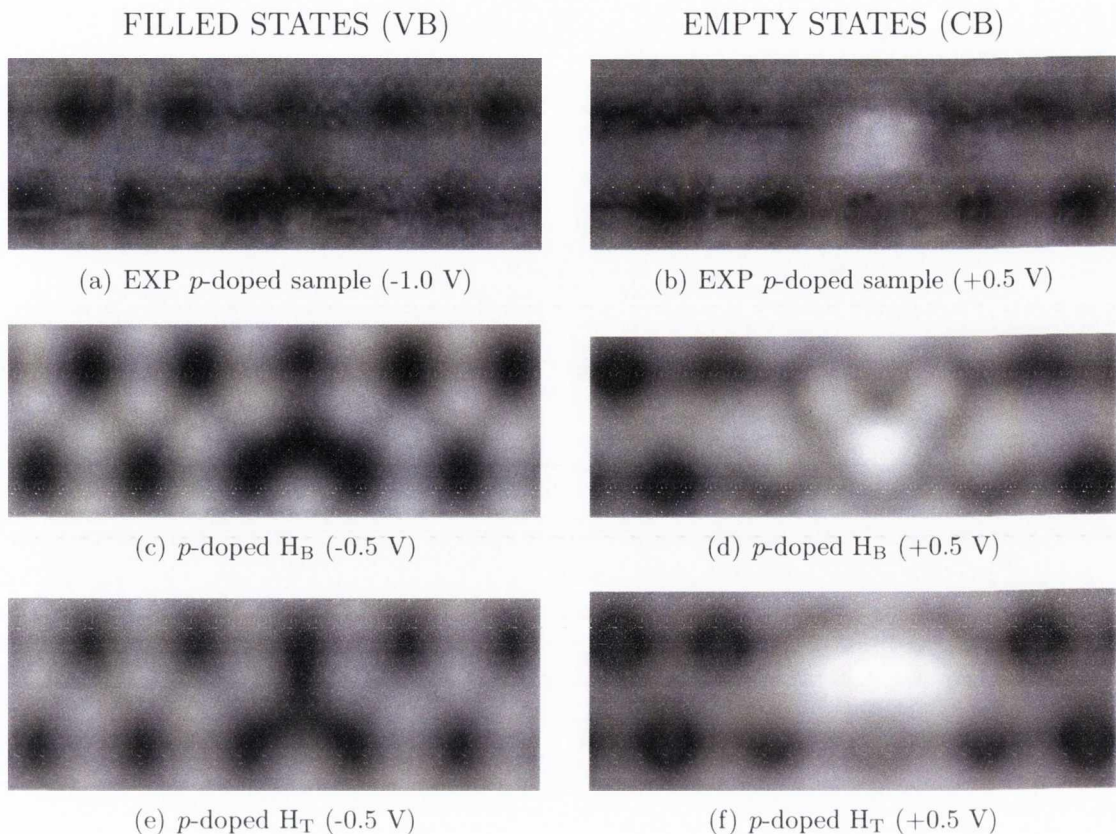 FILLED STATES (VB)
EMPTY STATES (CB)
(a) EXP p-doped sample (-1.0 V)
(b) EXP p-doped sample (+0.5 V)
(c) p-doped H_B (-0.5 V)
(d) p-doped H_B (+0.5 V)
(e) p-doped H_T (-0.5 V)
(f) p-doped H_T (+0.5 V)